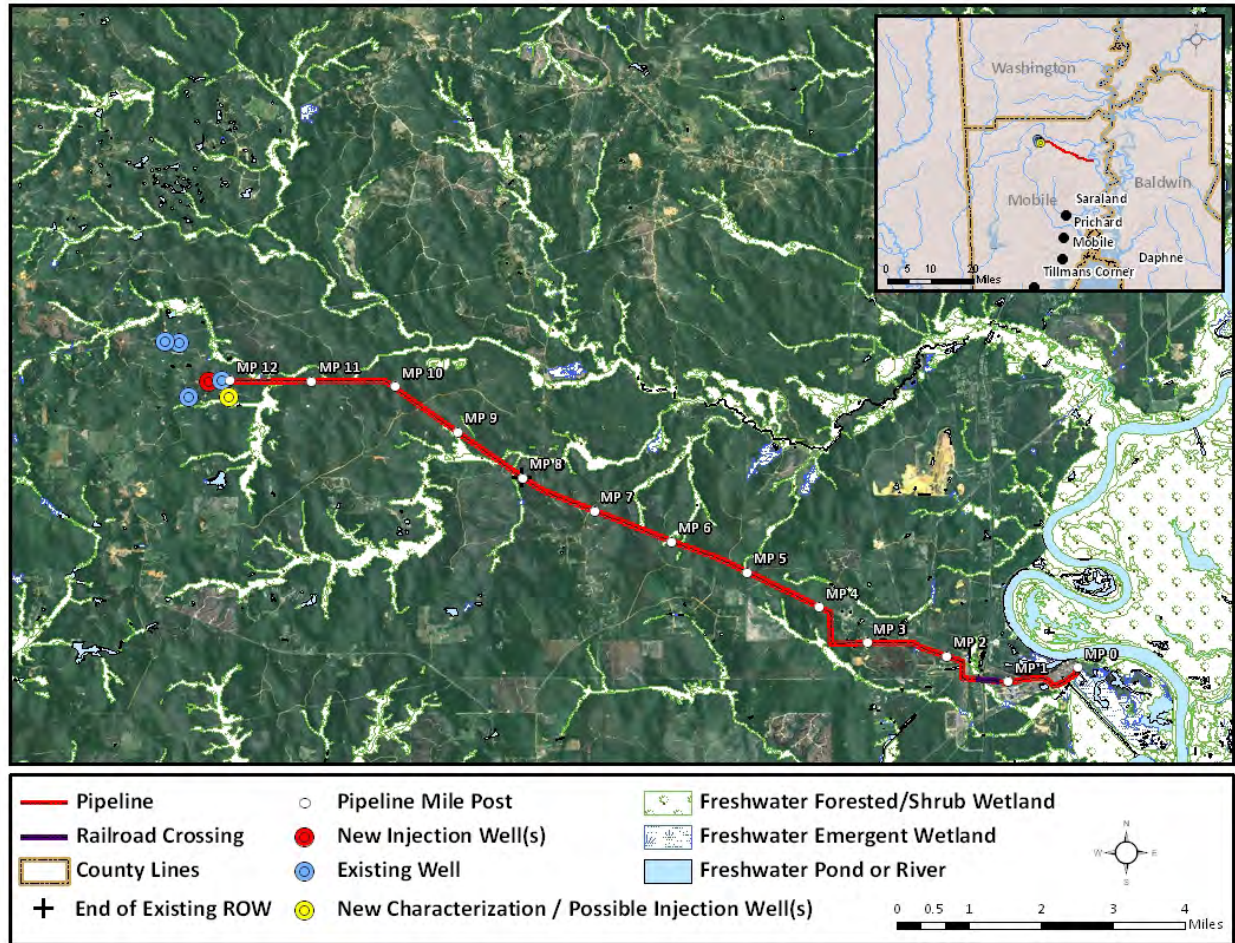 Washington
Baldwin
Mobile
Saraland
Prichard
Mobile
Daphne
Tillmans Corner
0 5 10 20
Miles
MP 12
MP 11
MP 10
MP 9
MP 8
MP 7
MP 6
MP 5
MP 4
MP 3
MP 2
MP 1
MP 0
Pipeline
Railroad Crossing
County Lines
End of Existing ROW
Pipeline Mile Post
New Injection Well(s)
Existing Well
New Characterization / Possible Injection Well(s)
Freshwater Forested/Shrub Wetland
Freshwater Emergent Wetland
Freshwater Pond or River
N
W E
S
0 0.5 1 2 3 4
Miles